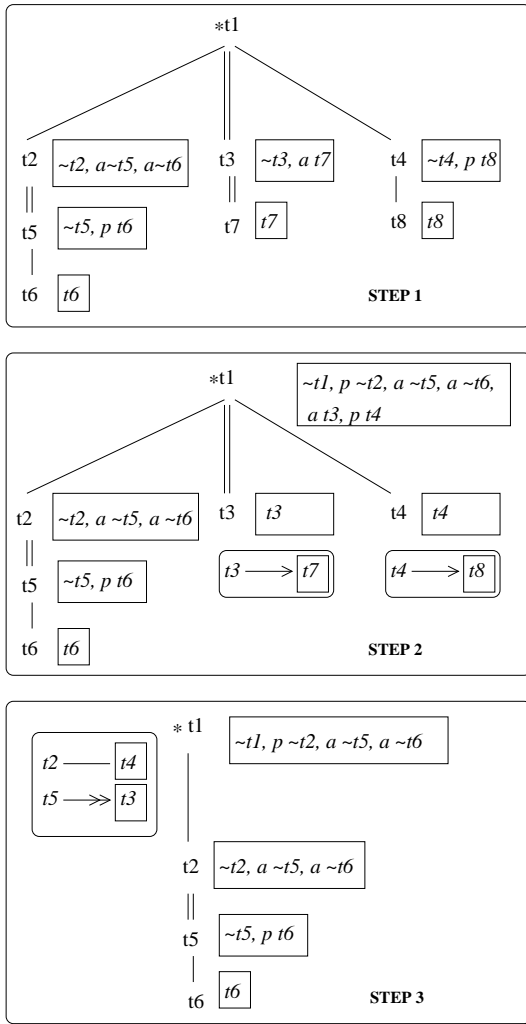 *t1
t2 ~t2, a~t5, a~t6 t3 ~t3, a t7 t4 ~t4, p t8
t5 ~t5, p t6 t7 t7 t8 t8
t6 t6 STEP 1
*t1 ~t1, p ~t2, a ~t5, a ~t6,
a t3, p t4
t2 ~t2, a ~t5, a ~t6 t3 t3 t4 t4
t5 ~t5, p t6 t3 t7 t4 t8
t6 t6 STEP 2
* t1 ~t1, p ~t2, a ~t5, a ~t6
t2 t4
t5 t3
t2 ~t2, a ~t5, a ~t6
t5 ~t5, p t6
t6 t6 STEP 3